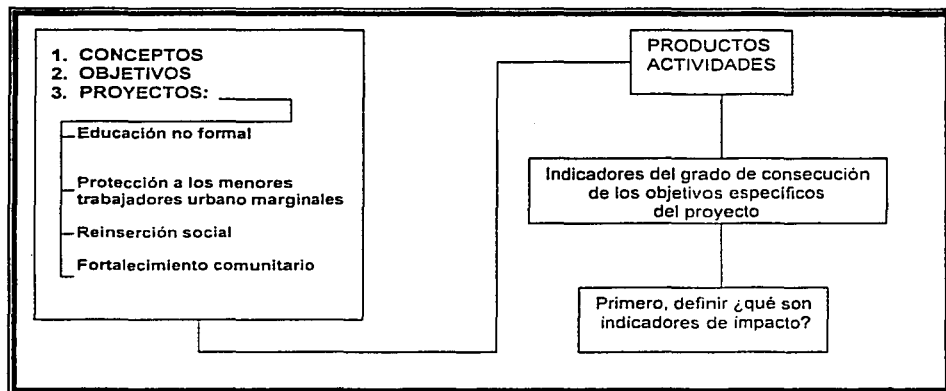 1. CONCEPTOS
2. OBJETIVOS
3. PROYECTOS:
Educación no formal
Protección a los menores
trabajadores urbano marginales
Reinserción social
Fortalecimiento comunitario
PRODUCTOS
ACTIVIDADES
Indicadores del grado de consecución
de los objetivos específicos
del proyecto
Primero, definir ¿qué son
indicadores de impacto?